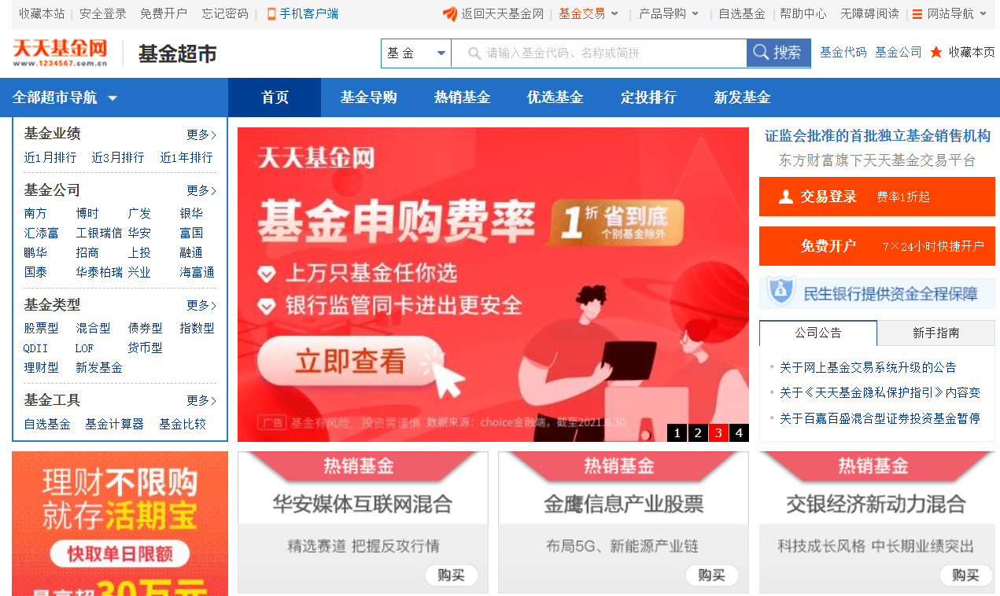 收藏本站 | 安全登录 免费开户 忘记密码 | 手机客户端 返回天天基金网 | 基金交易 | 产品导购 | 自选基金 | 帮助中心 无障碍阅读 | 网站导航
天天基金网 基金超市 基金 请输入基金代码、名称或简拼 搜索 基金代码 基金公司 收藏本页
www.1234567.com.cn
全部超市导航 首页 基金导购 热销基金 优选基金 定投排行 新发基金
基金业绩 更多>
近1月排行 近3月排行 近1年排行
基金公司 更多>
南方 博时 广发 银华
汇添富 工银瑞信 华安 富国
鹏华 招商 上投 融通
国泰 华泰柏瑞 兴业 海富通
基金类型 更多>
股票型 混合型 债券型 指数型
QDII LOF 货币型
理财型 新发基金
基金工具 更多>
自选基金 基金计算器 基金比较
天天基金网
基金申购费率 1折 省到底
个别基金除外
上万只基金任你选
银行监管同卡进出更安全
立即查看
广告 基金有风险，投资需谨慎 数据来源：choice金融端，截至2021.6.30
1 2 3 4
证监会批准的首批独立基金销售机构
东方财富旗下天天基金交易平台
交易登录 费率1折起
免费开户 7×24小时快捷开户
民生银行提供资金全程保障
公司公告 新手指南
关于网上基金交易系统升级的公告
关于《天天基金隐私保护指引》内容变
关于百嘉百盛混合型证券投资基金暂停
理财不限购
就存活期宝
快取单日限额
最高超30万元
热销基金
华安媒体互联网混合
精选赛道 把握反攻行情
购买
热销基金
金鹰信息产业股票
布局5G、新能源产业链
购买
热销基金
交银经济新动力混合
科技成长风格 中长期业绩突出
购买